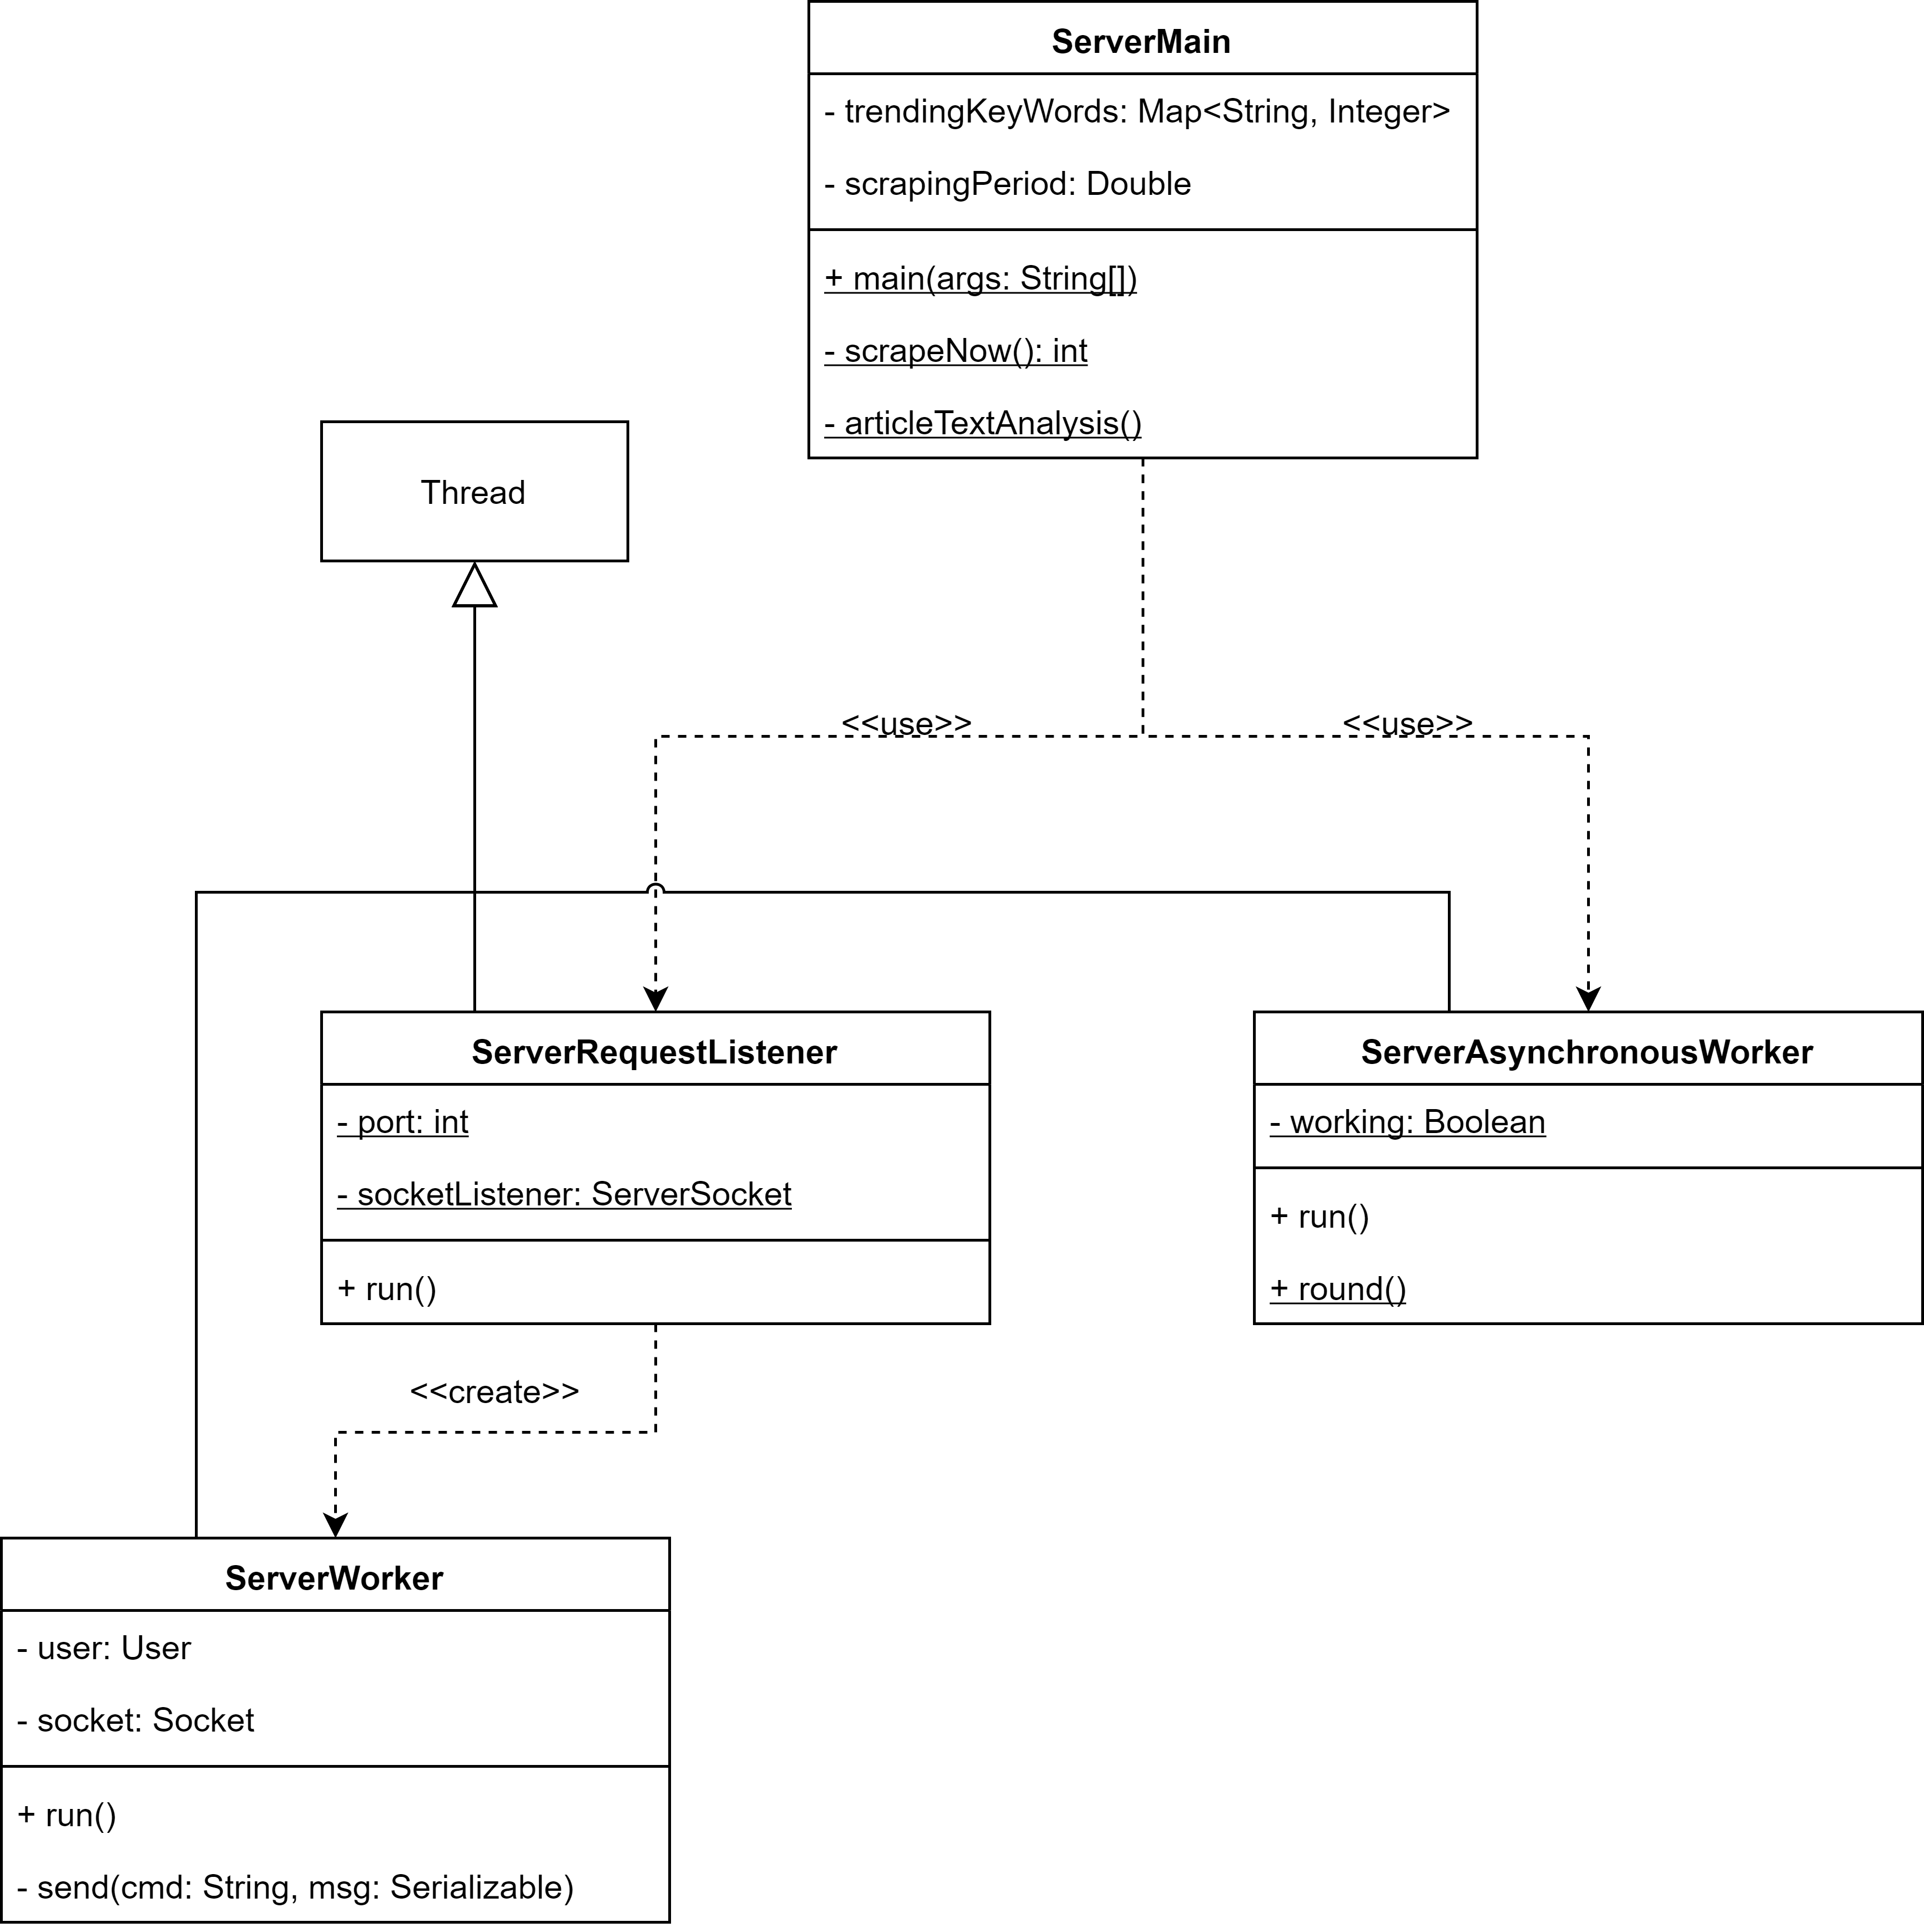 ServerMain
- trendingKeyWords: Map<String, Integer>
- scrapingPeriod: Double
+ main(args: String[])
- scrapeNow(): int
- articleTextAnalysis()
Thread
<<use>>
<<use>>
ServerRequestListener
- port: int
- socketListener: ServerSocket
+ run()
ServerAsynchronousWorker
- working: Boolean
+ run()
+ round()
<<create>>
ServerWorker
- user: User
- socket: Socket
+ run()
- send(cmd: String, msg: Serializable)